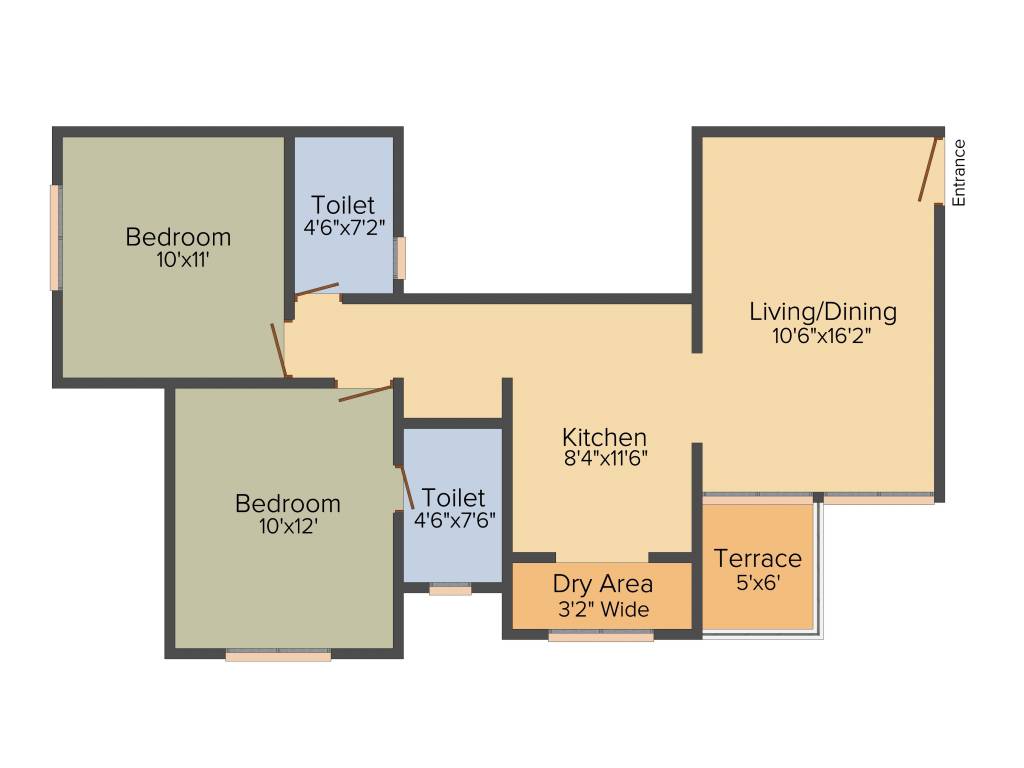 Entrance
Toilet
4'6"x7'2"
Bedroom
10'x11'
Living/Dining
10'6"x16'2"
Kitchen
8'4"x11'6"
Bedroom
10'x12'
Toilet
4'6"x7'6"
Terrace
5'x6'
Dry Area
3'2" Wide